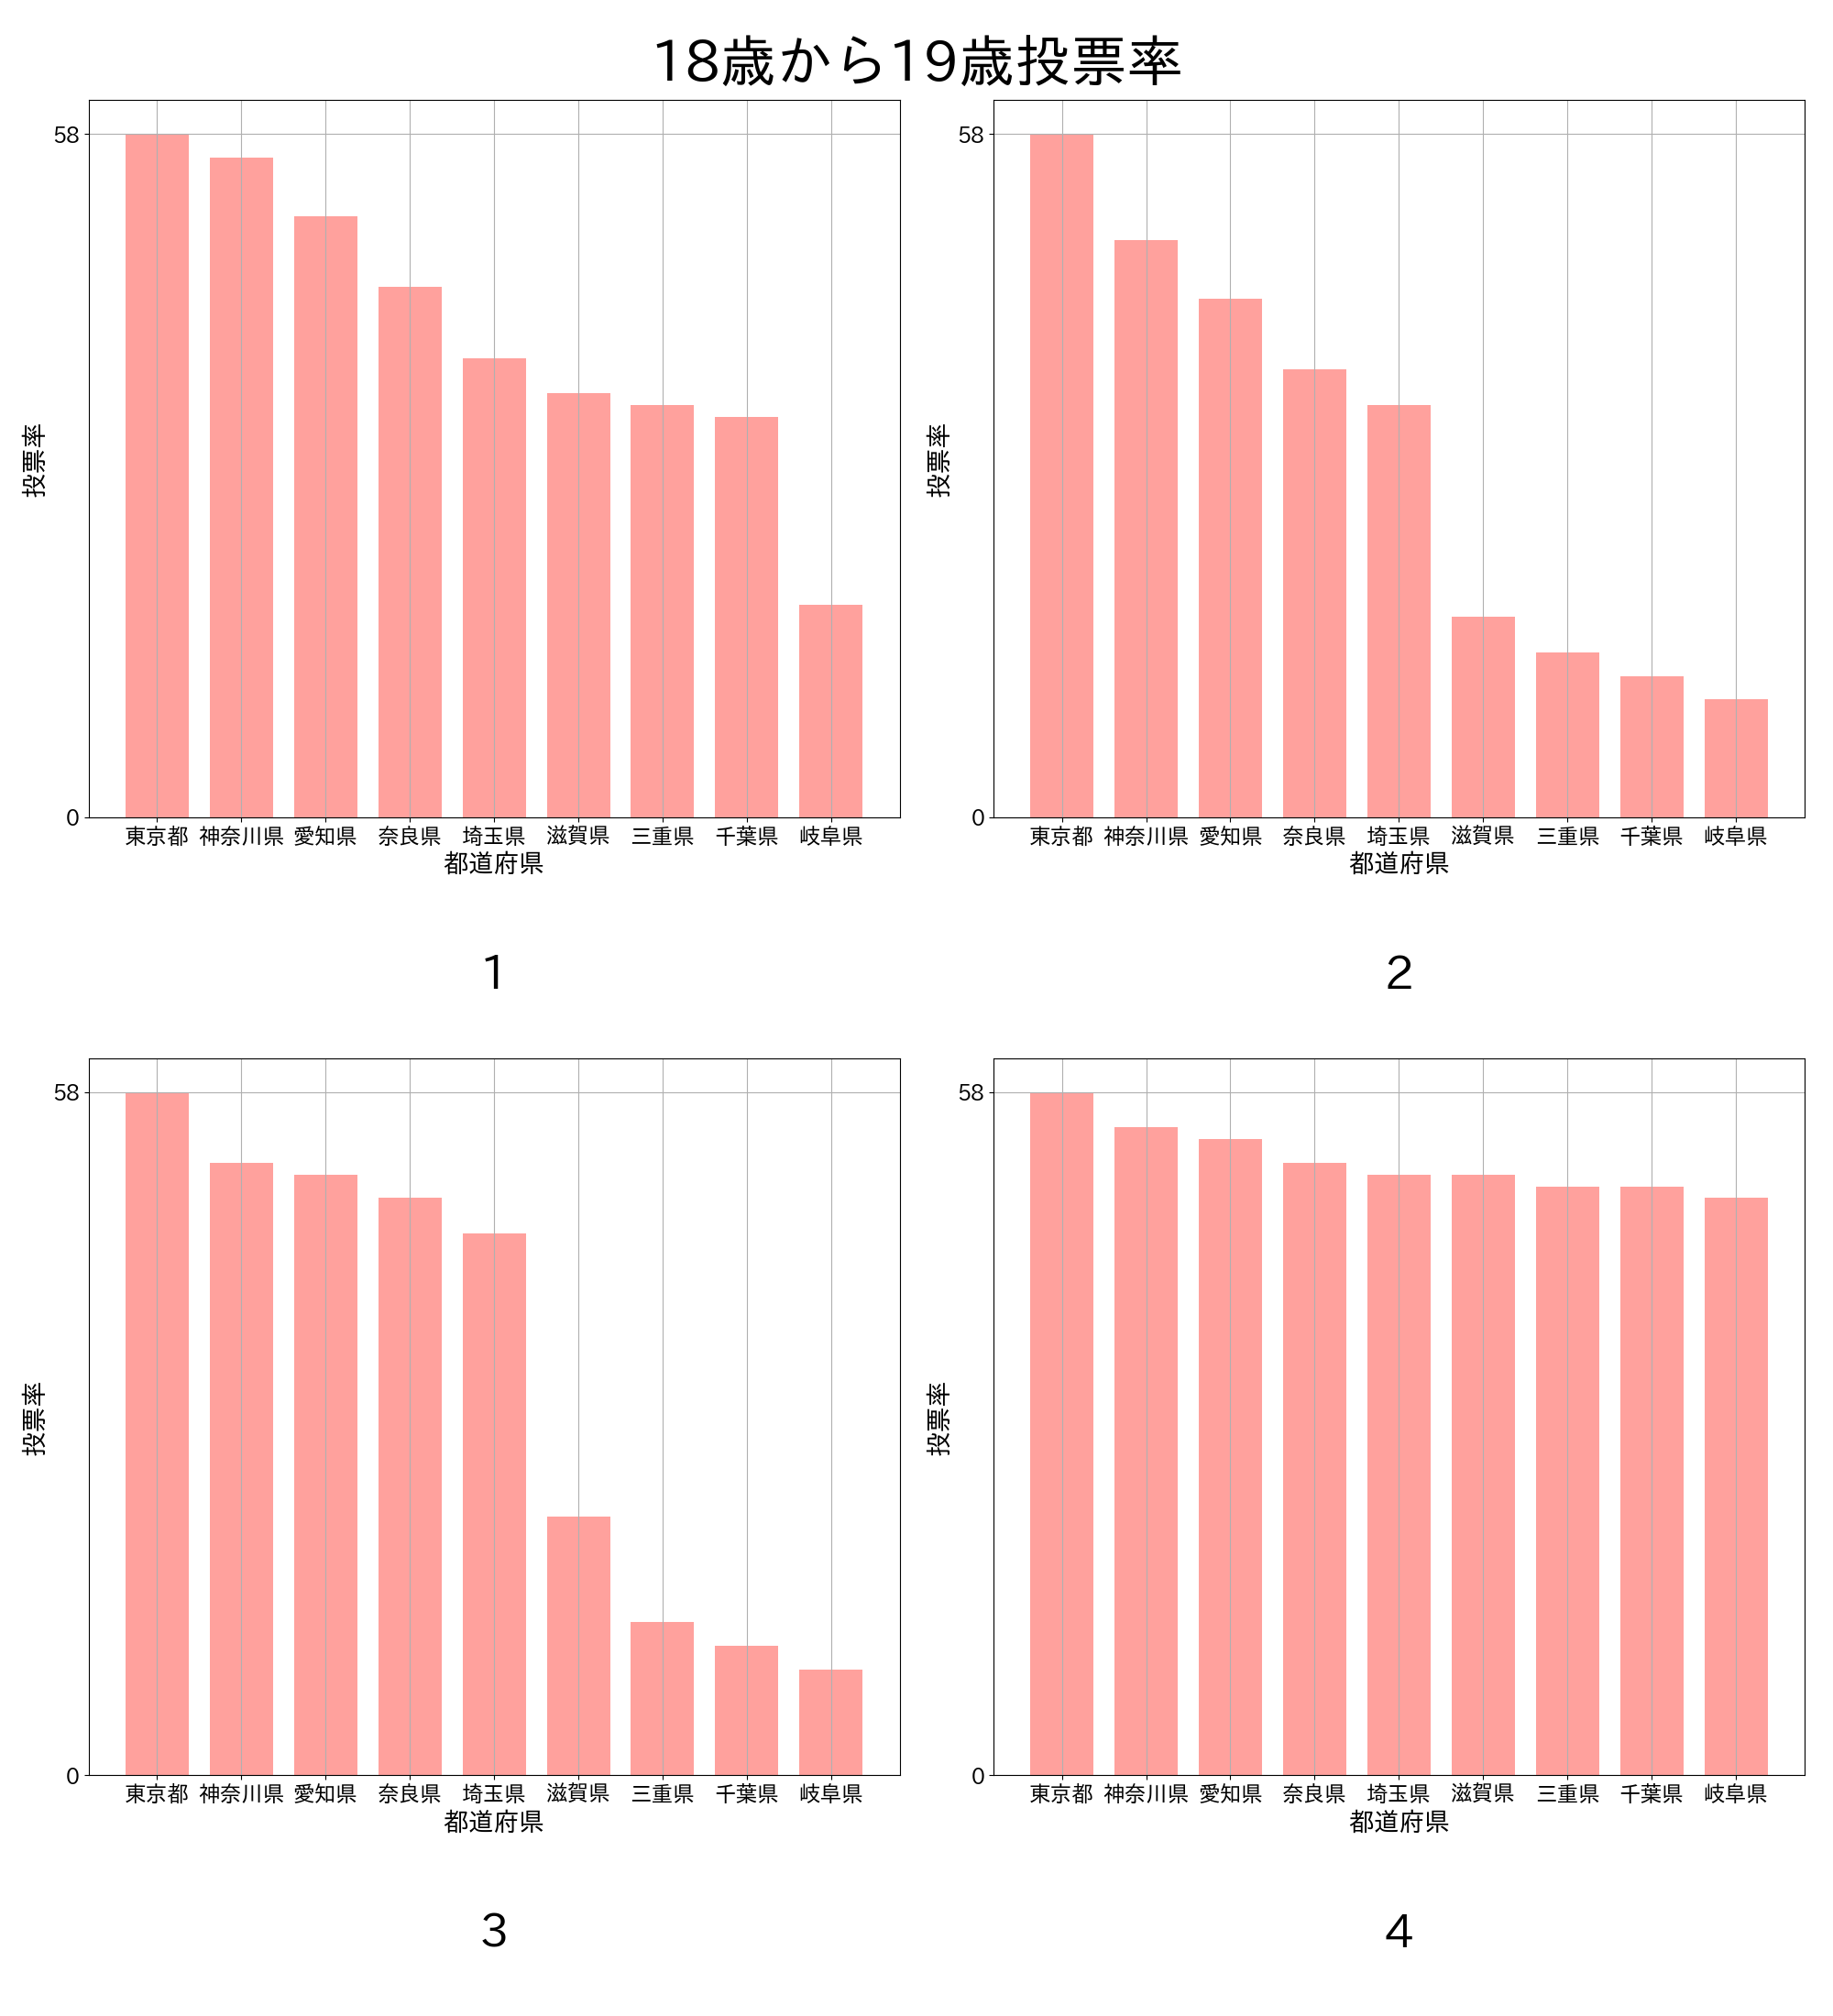 18歳から19歳投票率
58
0
投票率
東京都 神奈川県 愛知県 奈良県 埼玉県 滋賀県 三重県 千葉県 岐阜県
都道府県
1
58
0
投票率
東京都 神奈川県 愛知県 奈良県 埼玉県 滋賀県 三重県 千葉県 岐阜県
都道府県
2
58
0
投票率
東京都 神奈川県 愛知県 奈良県 埼玉県 滋賀県 三重県 千葉県 岐阜県
都道府県
3
58
0
投票率
東京都 神奈川県 愛知県 奈良県 埼玉県 滋賀県 三重県 千葉県 岐阜県
都道府県
4